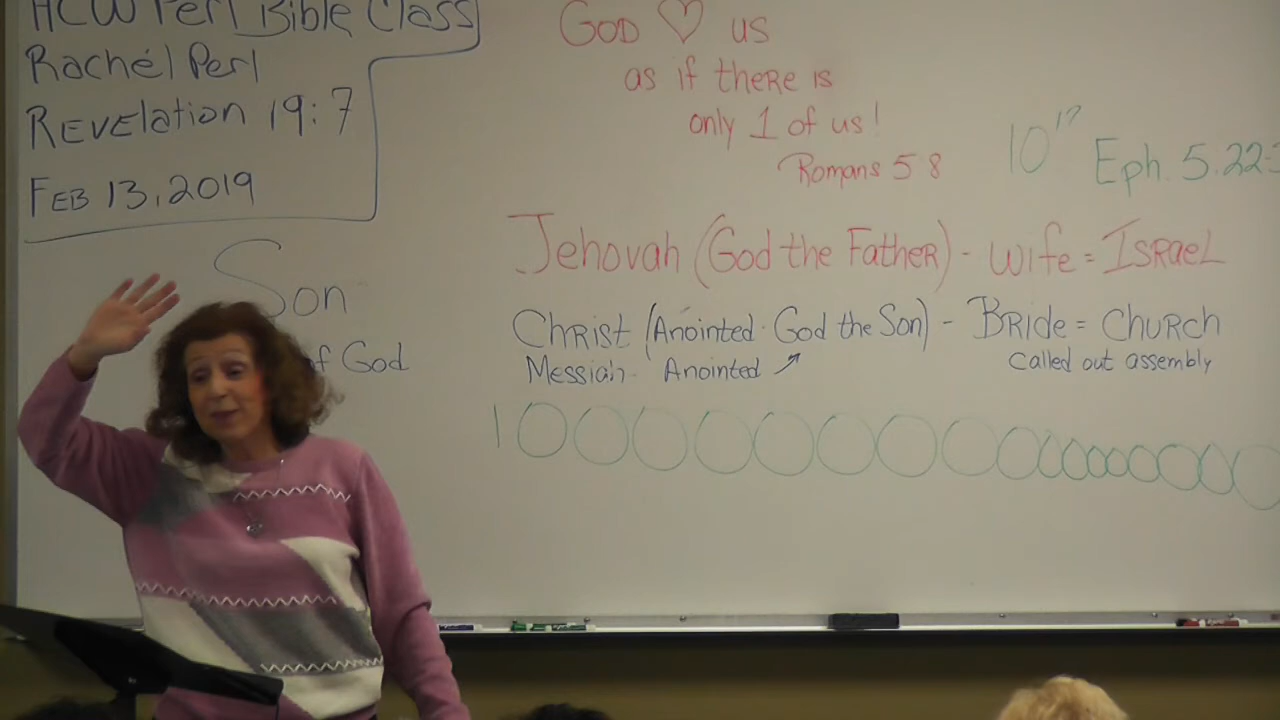 HCW Perl Bible Class
Rachel Perl
Revelation 19:7
Feb 13, 2019
God ♡ us
as if there is
only 1 of us!
Romans 5 8
10¹⁷
Eph. 5.22:
Jehovah (God the Father) - wife = Israel
Son
of God
Christ (Anointed · God the Son) - Bride = Church
Messiah - Anointed ↗
Called out assembly
100000000000000000